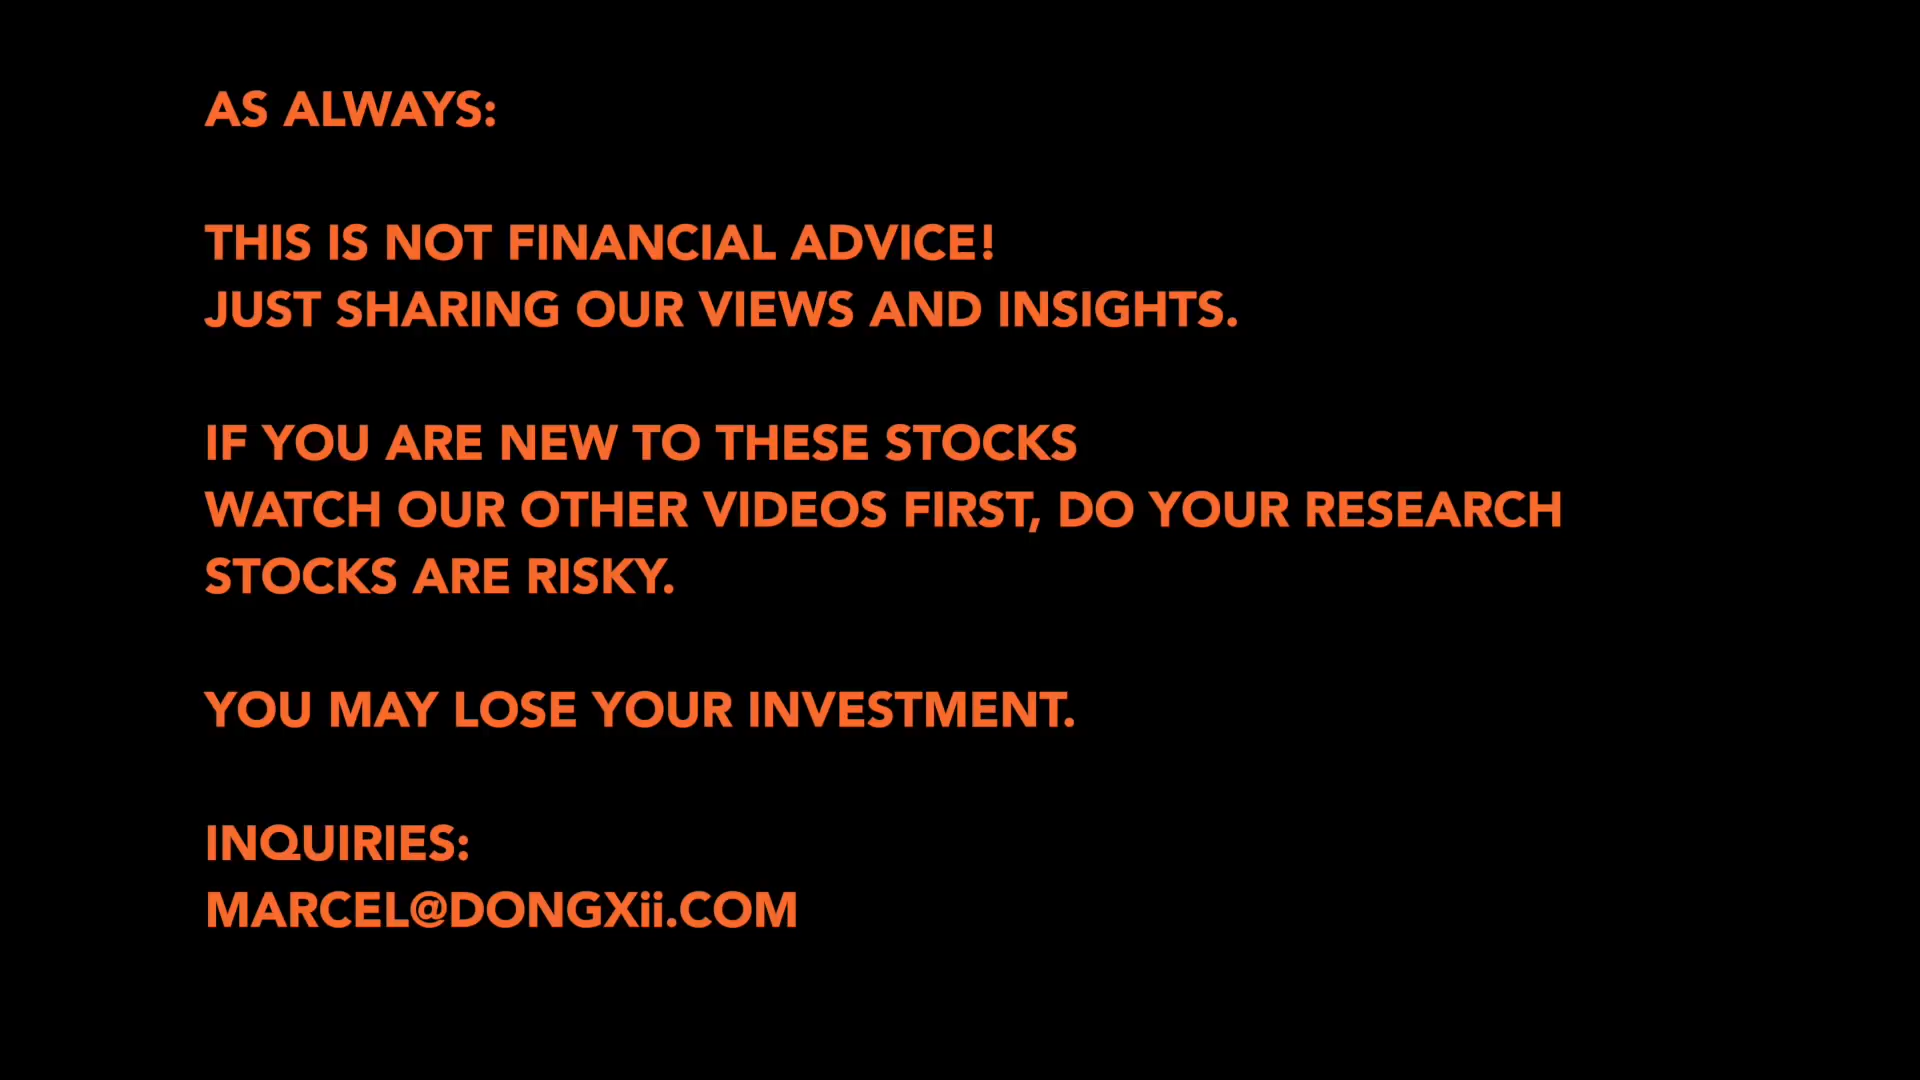 AS ALWAYS:
THIS IS NOT FINANCIAL ADVICE!
JUST SHARING OUR VIEWS AND INSIGHTS.
IF YOU ARE NEW TO THESE STOCKS
WATCH OUR OTHER VIDEOS FIRST, DO YOUR RESEARCH
STOCKS ARE RISKY.
YOU MAY LOSE YOUR INVESTMENT.
INQUIRIES:
MARCEL@DONGXii.COM